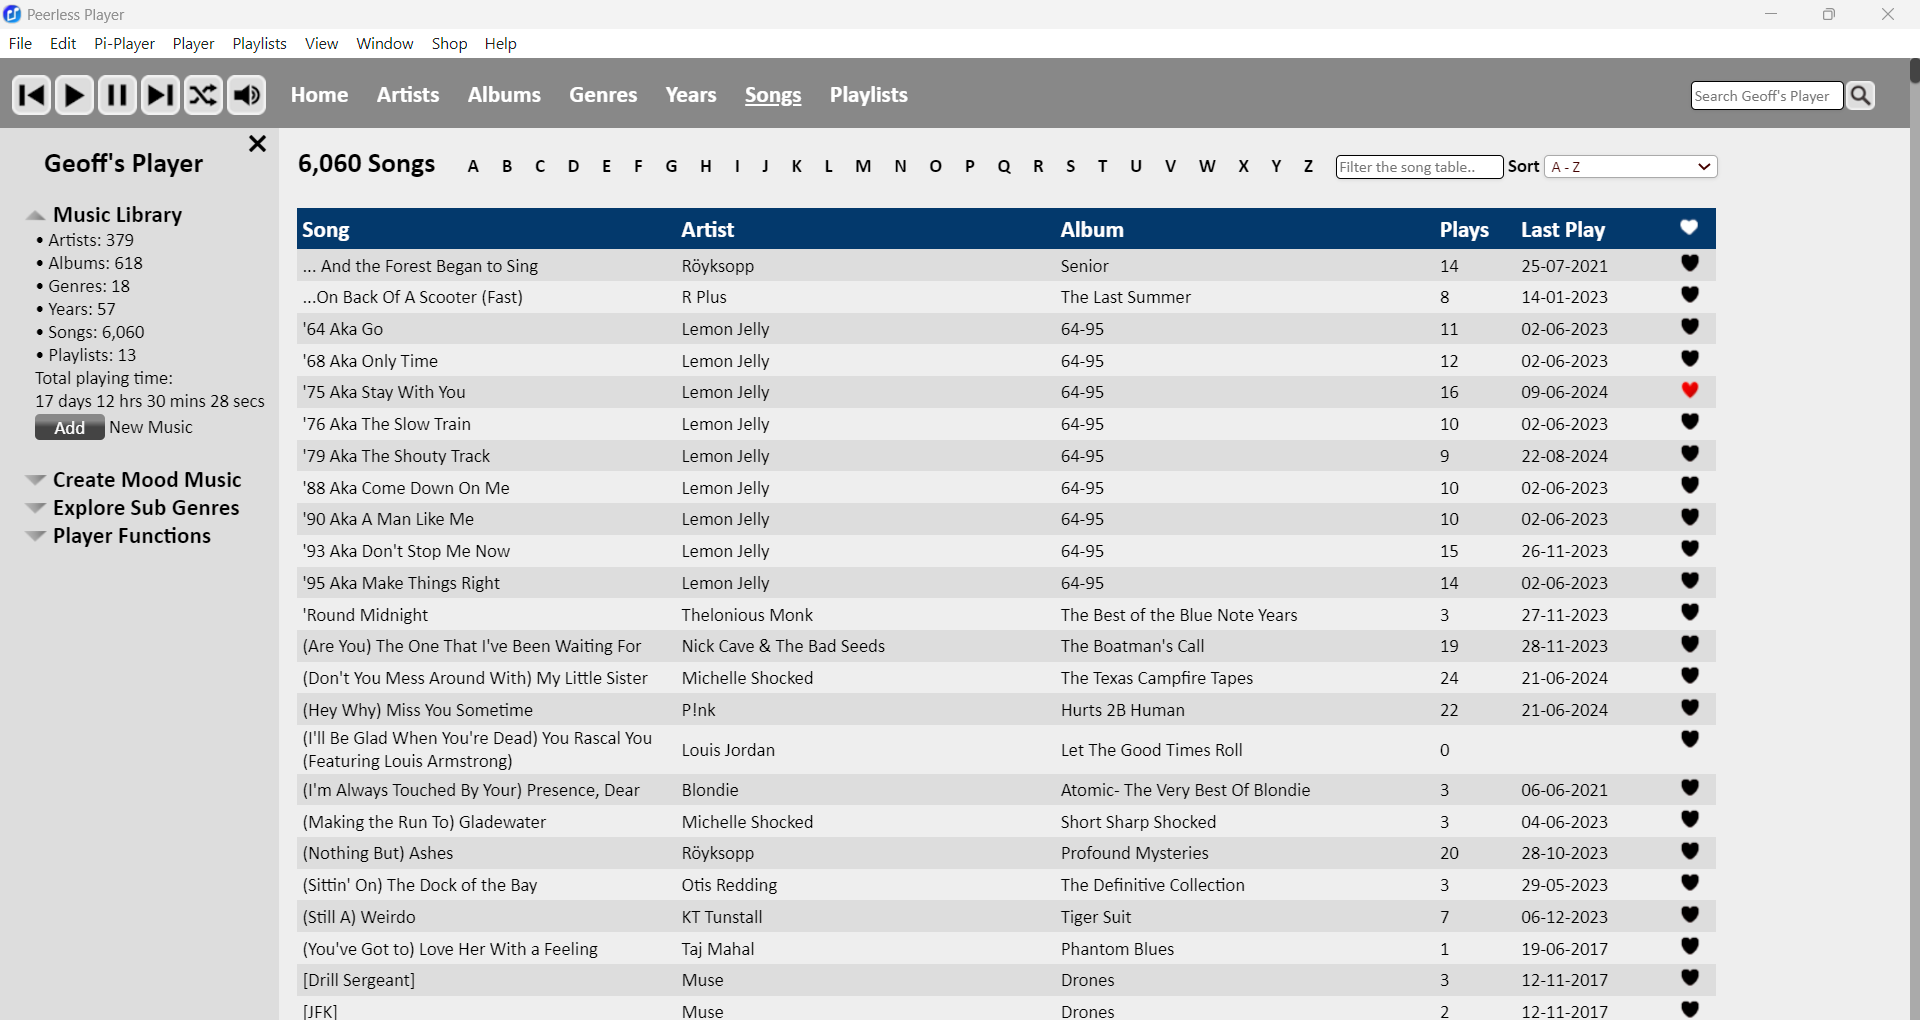 Peerless Player
File Edit Pi-Player Player Playlists View Window Shop Help
Home Artists Albums Genres Years Songs Playlists
Search Geoff's Player
Geoff's Player
Music Library
• Artists: 379
• Albums: 618
• Genres: 18
• Years: 57
• Songs: 6,060
• Playlists: 13
Total playing time:
17 days 12 hrs 30 mins 28 secs
Add New Music
Create Mood Music
Explore Sub Genres
Player Functions
6,060 Songs A B C D E F G H I J K L M N O P Q R S T U V W X Y Z Filter the song table.. Sort A - Z
Song Artist Album Plays Last Play
... And the Forest Began to Sing Röyksopp Senior 14 25-07-2021
...On Back Of A Scooter (Fast) R Plus The Last Summer 8 14-01-2023
'64 Aka Go Lemon Jelly 64-95 11 02-06-2023
'68 Aka Only Time Lemon Jelly 64-95 12 02-06-2023
'75 Aka Stay With You Lemon Jelly 64-95 16 09-06-2024
'76 Aka The Slow Train Lemon Jelly 64-95 10 02-06-2023
'79 Aka The Shouty Track Lemon Jelly 64-95 9 22-08-2024
'88 Aka Come Down On Me Lemon Jelly 64-95 10 02-06-2023
'90 Aka A Man Like Me Lemon Jelly 64-95 10 02-06-2023
'93 Aka Don't Stop Me Now Lemon Jelly 64-95 15 26-11-2023
'95 Aka Make Things Right Lemon Jelly 64-95 14 02-06-2023
'Round Midnight Thelonious Monk The Best of the Blue Note Years 3 27-11-2023
(Are You) The One That I've Been Waiting For Nick Cave & The Bad Seeds The Boatman's Call 19 28-11-2023
(Don't You Mess Around With) My Little Sister Michelle Shocked The Texas Campfire Tapes 24 21-06-2024
(Hey Why) Miss You Sometime P!nk Hurts 2B Human 22 21-06-2024
(I'll Be Glad When You're Dead) You Rascal You
(Featuring Louis Armstrong) Louis Jordan Let The Good Times Roll 0
(I'm Always Touched By Your) Presence, Dear Blondie Atomic- The Very Best Of Blondie 3 06-06-2021
(Making the Run To) Gladewater Michelle Shocked Short Sharp Shocked 3 04-06-2023
(Nothing But) Ashes Röyksopp Profound Mysteries 20 28-10-2023
(Sittin' On) The Dock of the Bay Otis Redding The Definitive Collection 3 29-05-2023
(Still A) Weirdo KT Tunstall Tiger Suit 7 06-12-2023
(You've Got to) Love Her With a Feeling Taj Mahal Phantom Blues 1 19-06-2017
[Drill Sergeant] Muse Drones 3 12-11-2017
[JFK] Muse Drones 2 12-11-2017